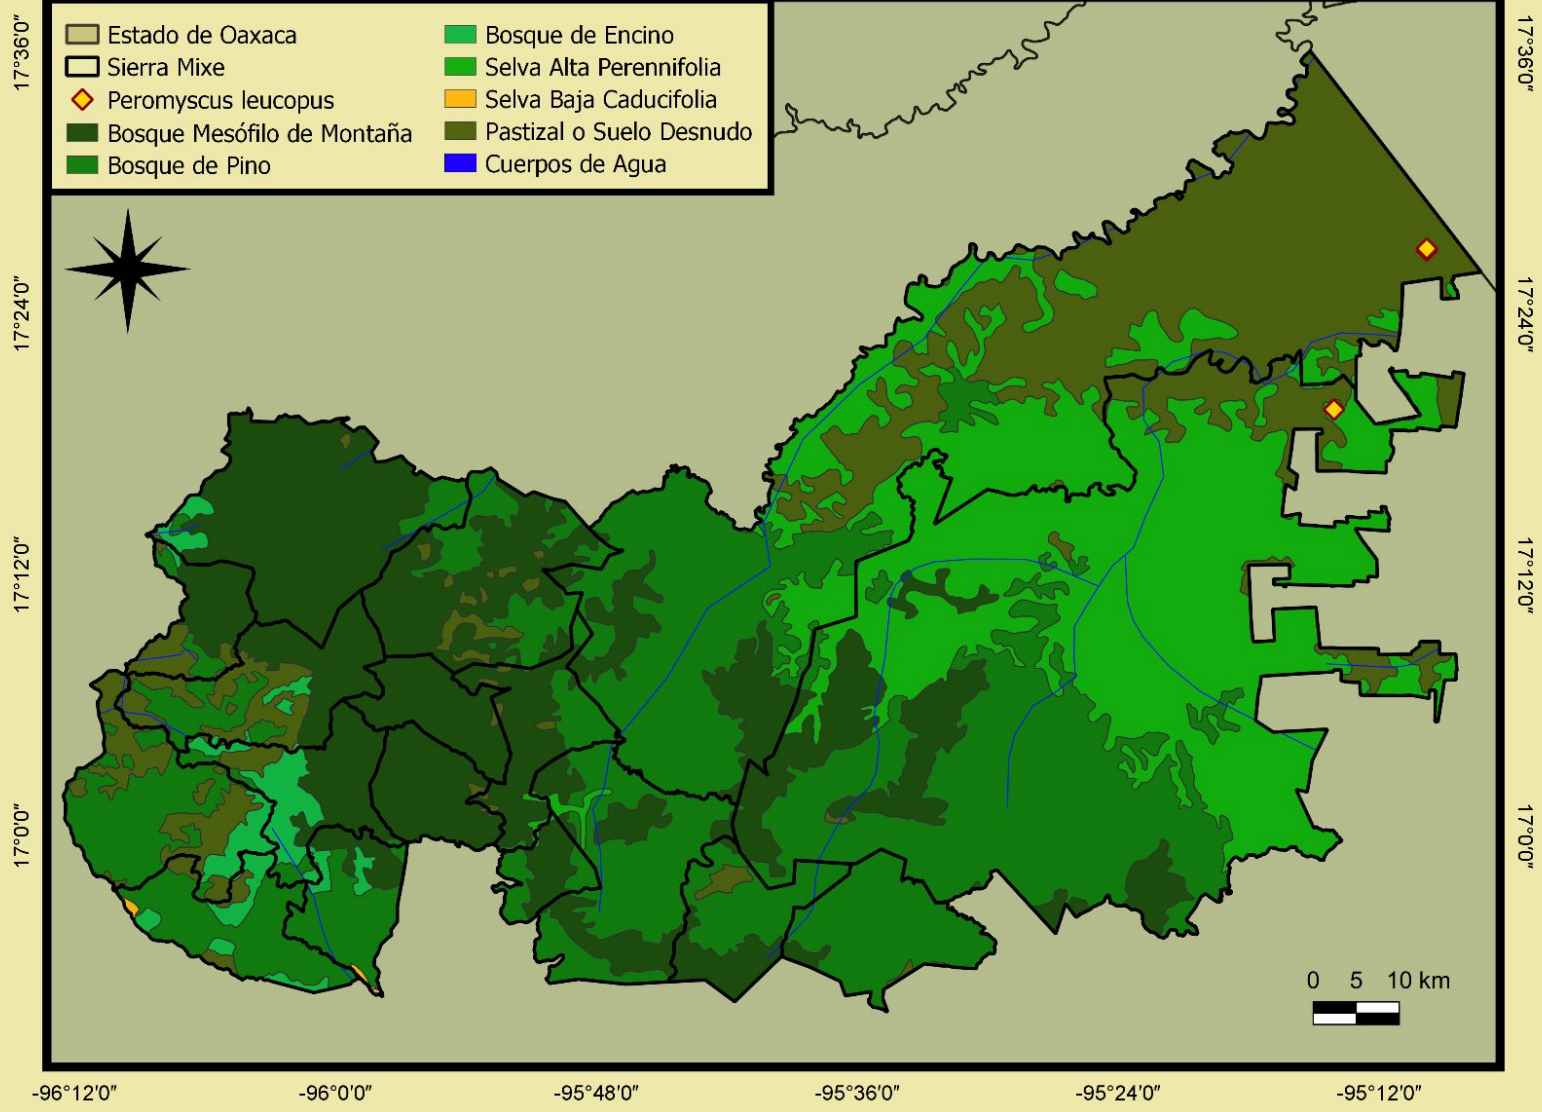 Estado de Oaxaca
Sierra Mixe
Peromyscus leucopus
Bosque Mesófilo de Montaña
Bosque de Pino
Bosque de Encino
Selva Alta Perennifolia
Selva Baja Caducifolia
Pastizal o Suelo Desnudo
Cuerpos de Agua
17°36'0"
17°24'0"
17°12'0"
17°0'0"
17°36'0"
17°24'0"
17°12'0"
17°0'0"
0 5 10 km
-96°12'0" -96°0'0" -95°48'0" -95°36'0" -95°24'0" -95°12'0"